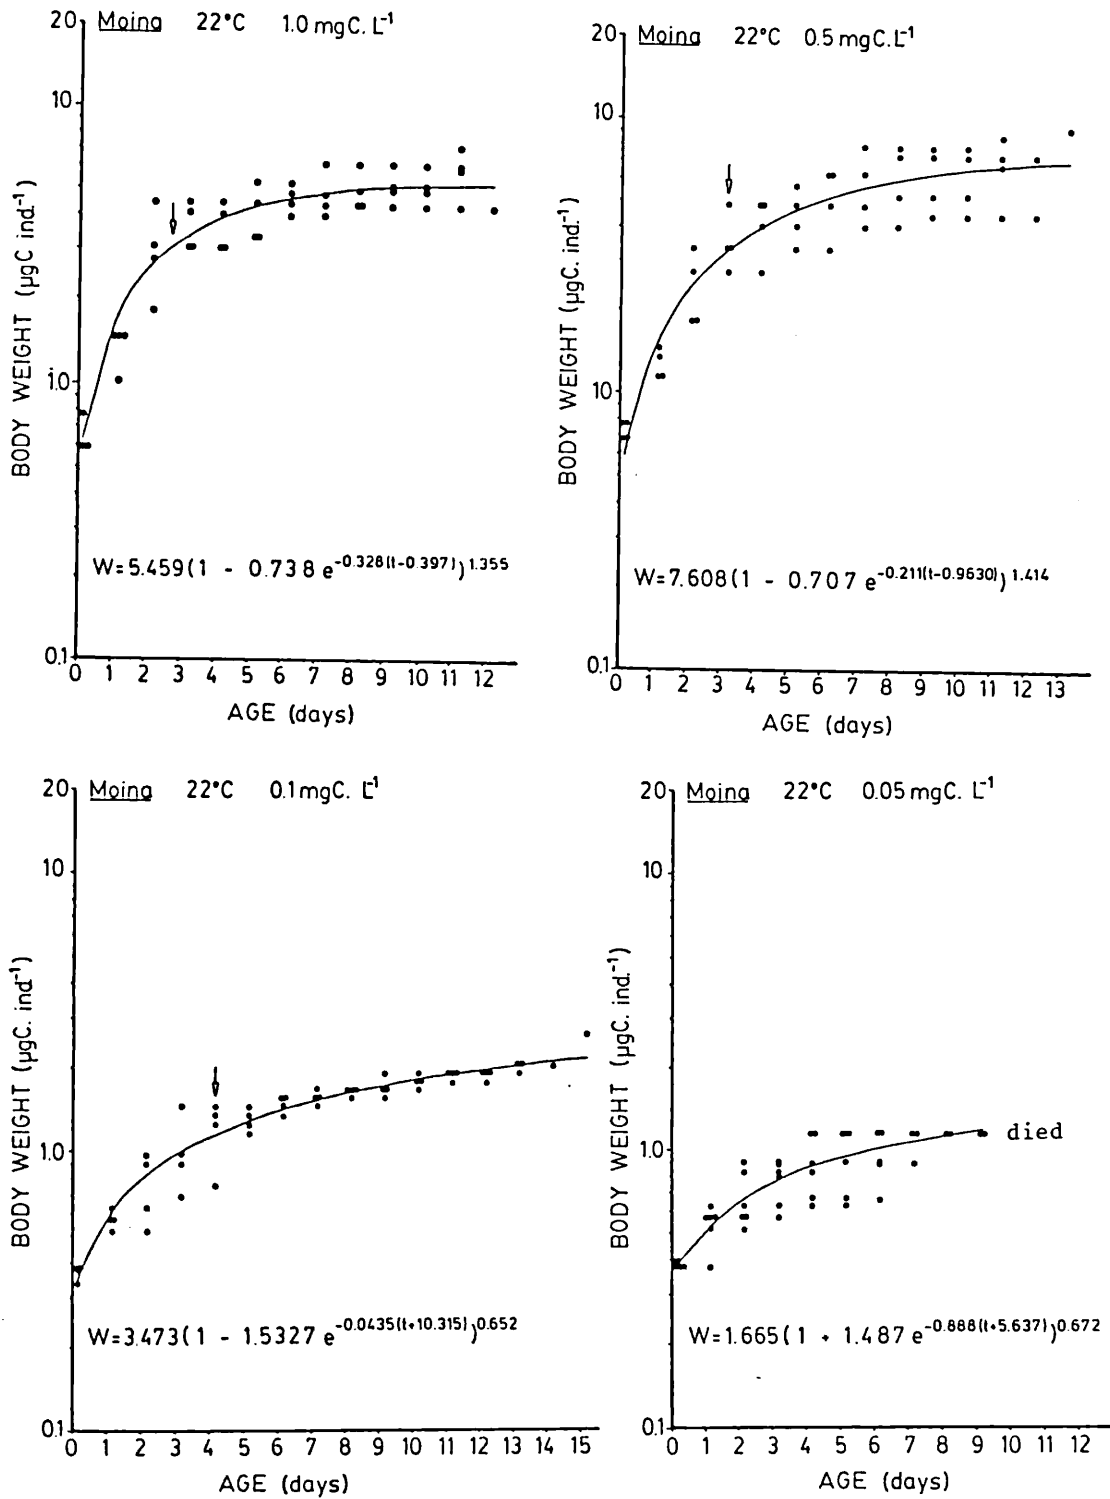 Moina 22°C 1.0 mgC. L⁻¹
20
10
1.0
0.1
BODY WEIGHT (µgC ind⁻¹)
W=5.459(1 - 0.738 e^-0.328(t-0.397))^1.355
0 1 2 3 4 5 6 7 8 9 10 11 12
AGE (days)
Moina 22°C 0.5 mgC. L⁻¹
20
10
10
0.1
BODY WEIGHT (µgC. ind⁻¹)
W=7.608(1 - 0.707 e^-0.211(t-0.9630))^1.414
0 1 2 3 4 5 6 7 8 9 10 11 12 13
AGE (days)
Moina 22°C 0.1 mgC. L⁻¹
20
10
1.0
0.1
BODY WEIGHT (µgC. ind⁻¹)
W=3.473(1 - 1.5327 e^-0.0435(t+10.315))^0.652
0 1 2 3 4 5 6 7 8 9 10 11 12 13 14 15
AGE (days)
Moina 22°C 0.05 mgC. L⁻¹
20
10
1.0
0.1
BODY WEIGHT (µgC. ind.⁻¹)
died
W=1.665(1 + 1.487 e^-0.888(t+5.637))^0.672
0 1 2 3 4 5 6 7 8 9 10 11 12
AGE (days)